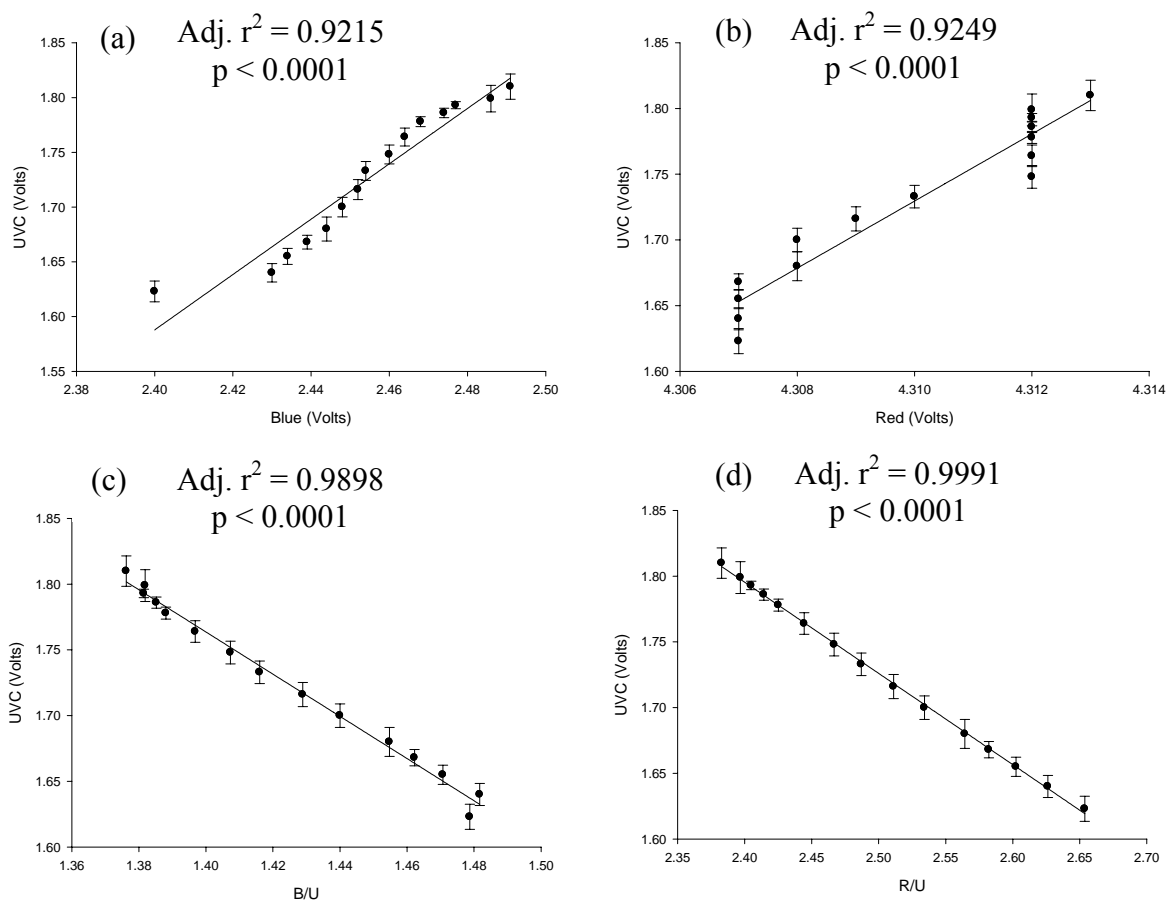 (a) Adj. r² = 0.9215
p < 0.0001
1.85
1.80
1.75
1.70
1.65
1.60
1.55
UVC (Volts)
2.38 2.40 2.42 2.44 2.46 2.48 2.50
Blue (Volts)
(b) Adj. r² = 0.9249
p < 0.0001
1.85
1.80
1.75
1.70
1.65
1.60
UVC (Volts)
4.306 4.308 4.310 4.312 4.314
Red (Volts)
(c) Adj. r² = 0.9898
p < 0.0001
1.85
1.80
1.75
1.70
1.65
1.60
UVC (Volts)
1.36 1.38 1.40 1.42 1.44 1.46 1.48 1.50
B/U
(d) Adj. r² = 0.9991
p < 0.0001
1.85
1.80
1.75
1.70
1.65
1.60
UVC (Volts)
2.35 2.40 2.45 2.50 2.55 2.60 2.65 2.70
R/U